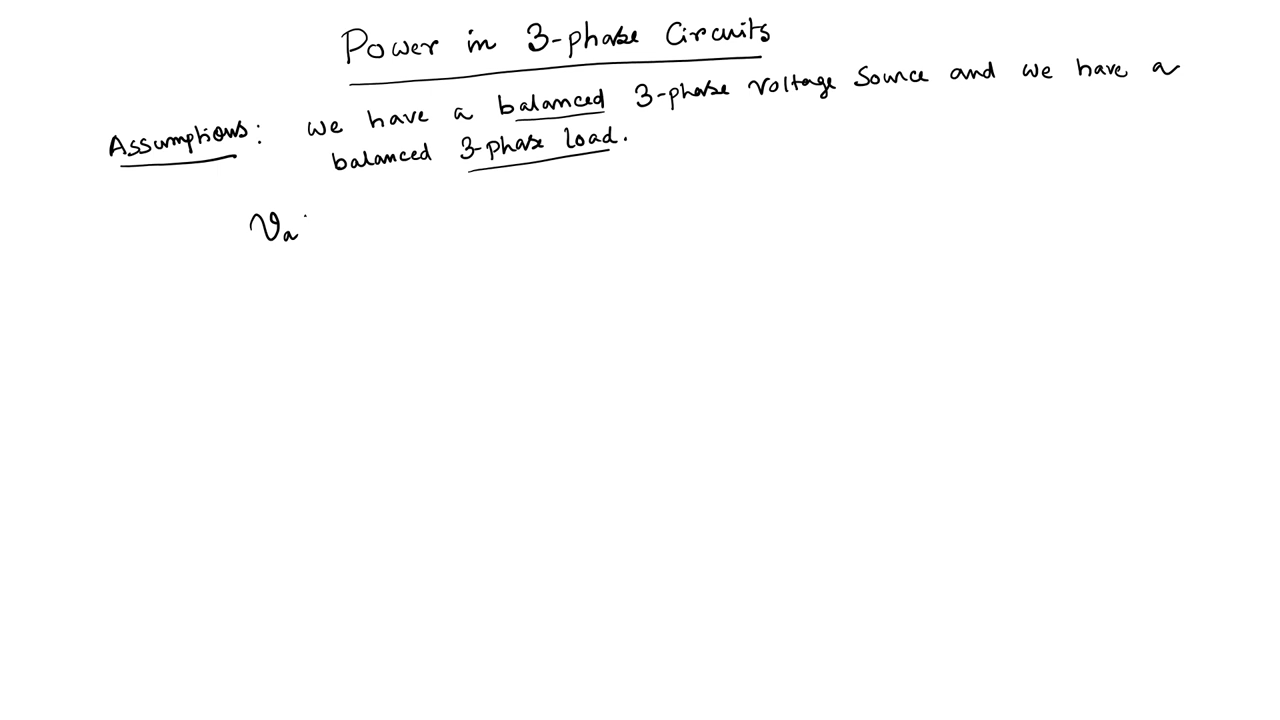 Power in 3-phase Circuits
Assumptions: We have a balanced 3-phase voltage source and we have a
balanced 3-phase load.
Va